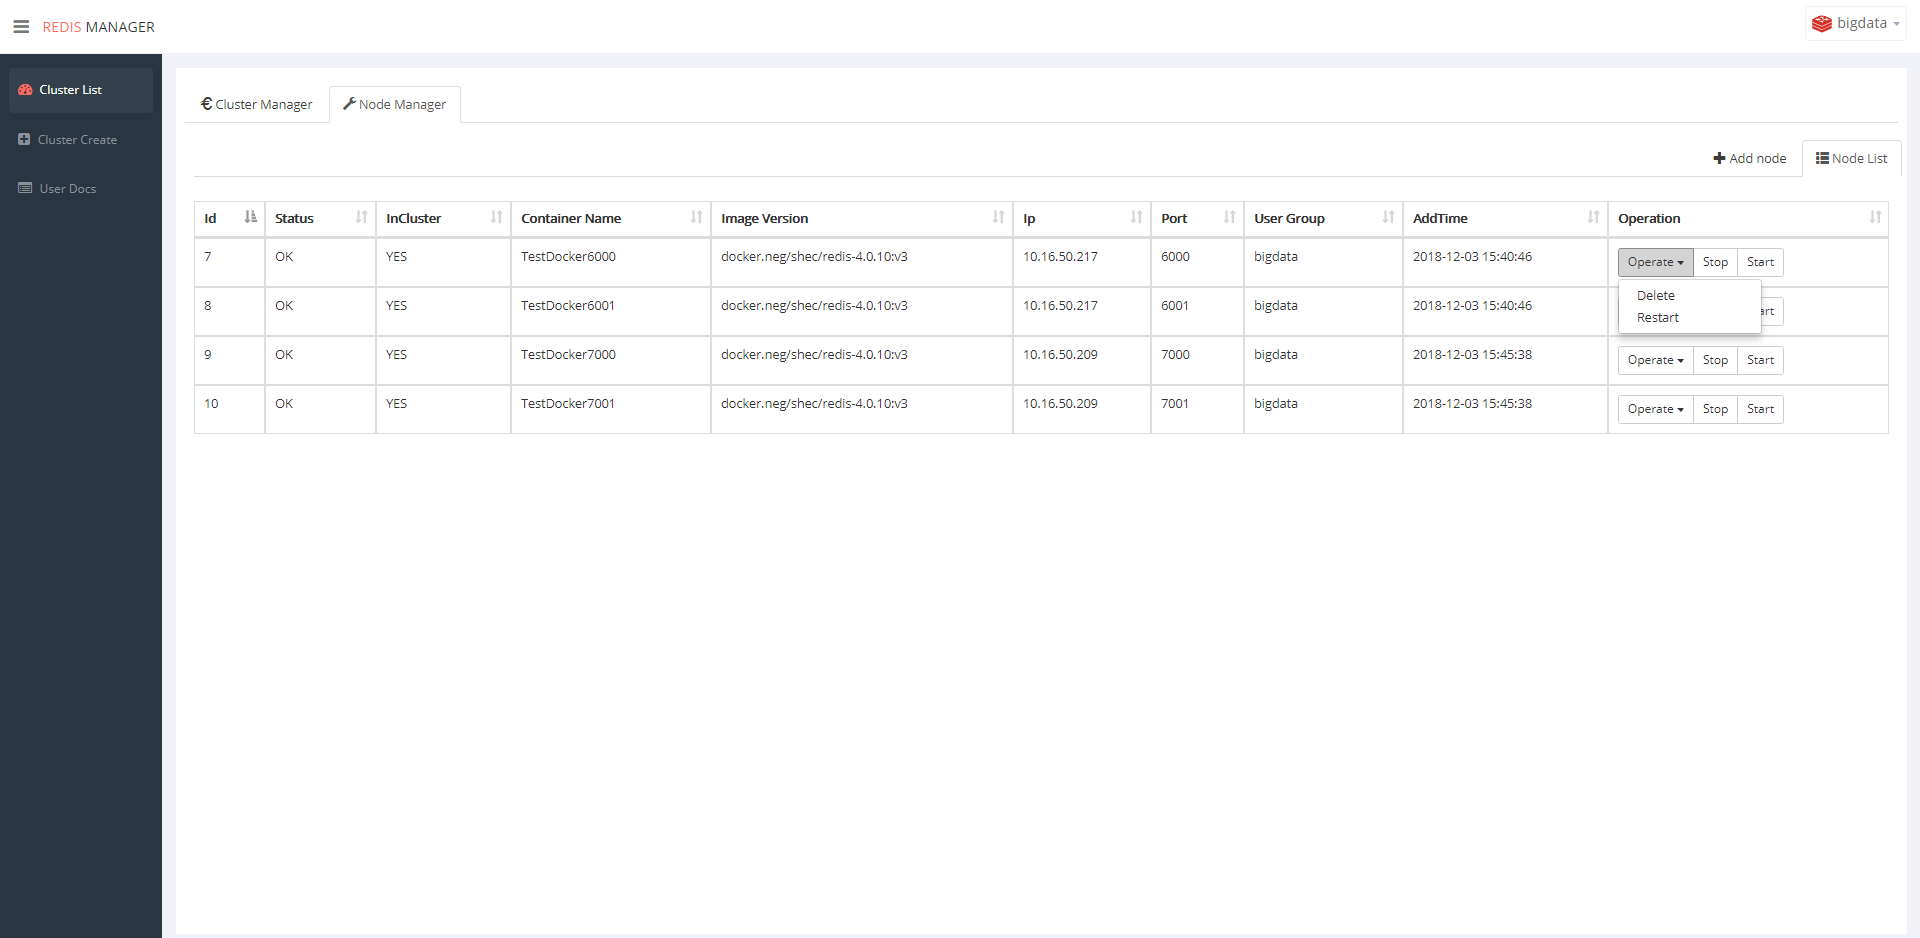 REDIS MANAGER
bigdata
Cluster List
Cluster Create
User Docs
Cluster Manager
Node Manager
Add node
Node List
Id Status InCluster Container Name Image Version Ip Port User Group AddTime Operation
7 OK YES TestDocker6000 docker.neg/shec/redis-4.0.10:v3 10.16.50.217 6000 bigdata 2018-12-03 15:40:46 Operate Stop Start
Delete
Restart
8 OK YES TestDocker6001 docker.neg/shec/redis-4.0.10:v3 10.16.50.217 6001 bigdata 2018-12-03 15:40:46 art
9 OK YES TestDocker7000 docker.neg/shec/redis-4.0.10:v3 10.16.50.209 7000 bigdata 2018-12-03 15:45:38 Operate Stop Start
10 OK YES TestDocker7001 docker.neg/shec/redis-4.0.10:v3 10.16.50.209 7001 bigdata 2018-12-03 15:45:38 Operate Stop Start